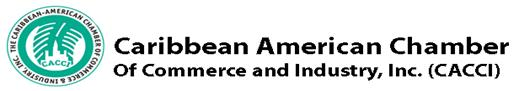 THE CARIBBEAN-AMERICAN CHAMBER OF COMMERCE & INDUSTRY, INC.
CACCI
Caribbean American Chamber
Of Commerce and Industry, Inc. (CACCI)